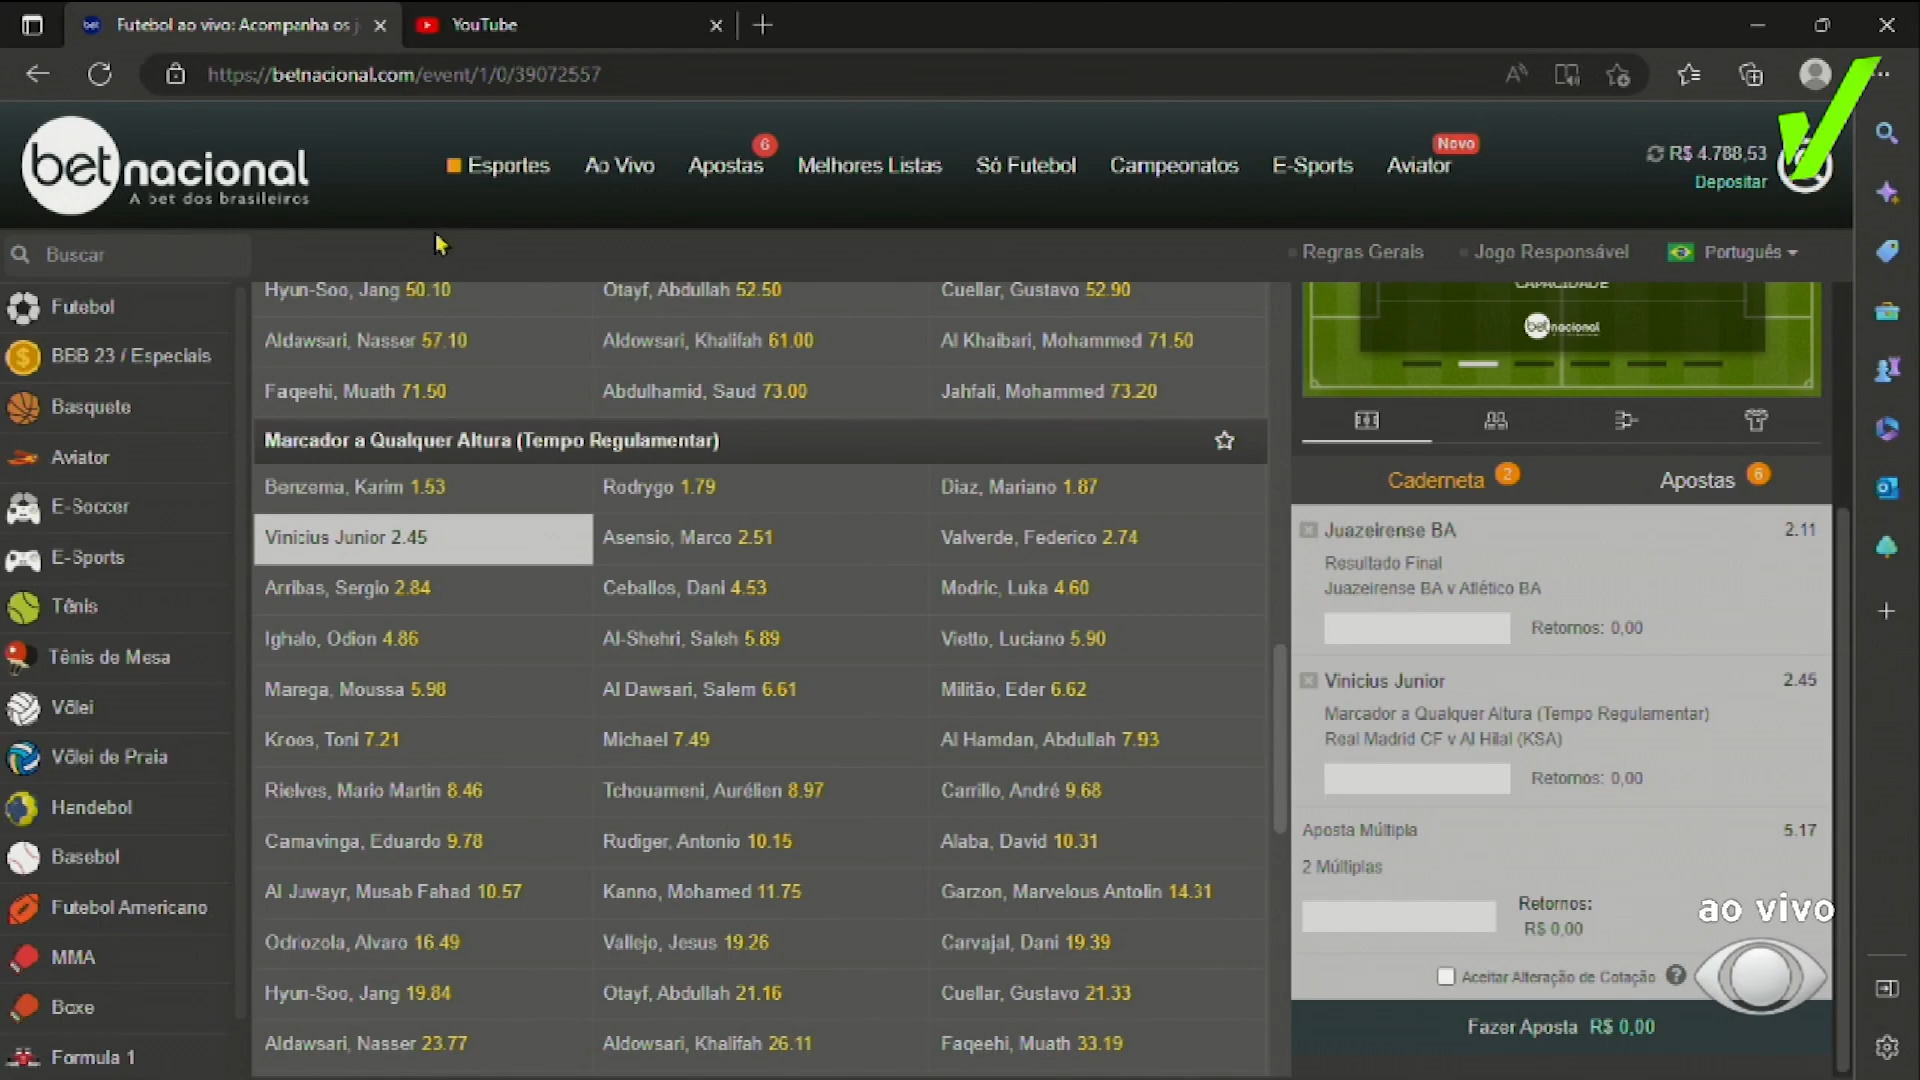 Futebol ao vivo: Acompanha os j
YouTube
https://betnacional.com/event/1/0/39072557
betnacional
A bet dos brasileiros
Esportes
Ao Vivo
Apostas
6
Melhores Listas
Só Futebol
Campeonatos
E-Sports
Aviator
Novo
R$ 4.788,53
Depositar
Buscar
Regras Gerais
Jogo Responsável
Português
Futebol
BBB 23 / Especiais
Basquete
Aviator
E-Soccer
E-Sports
Tênis
Tênis de Mesa
Vôlei
Vôlei de Praia
Handebol
Basebol
Futebol Americano
MMA
Boxe
Formula 1
Hyun-Soo, Jang 50.10
Otayf, Abdullah 52.50
Cuellar, Gustavo 52.90
Aldawsari, Nasser 57.10
Aldowsari, Khalifah 61.00
Al Khaibari, Mohammed 71.50
Faqeehi, Muath 71.50
Abdulhamid, Saud 73.00
Jahfali, Mohammed 73.20
Marcador a Qualquer Altura (Tempo Regulamentar)
Benzema, Karim 1.53
Rodrygo 1.79
Diaz, Mariano 1.87
Vinicius Junior 2.45
Asensio, Marco 2.51
Valverde, Federico 2.74
Arribas, Sergio 2.84
Ceballos, Dani 4.53
Modric, Luka 4.60
Ighalo, Odion 4.86
Al-Shehri, Saleh 5.89
Vietto, Luciano 5.90
Marega, Moussa 5.98
Al Dawsari, Salem 6.61
Militão, Eder 6.62
Kroos, Toni 7.21
Michael 7.49
Al Hamdan, Abdullah 7.93
Rielves, Mario Martin 8.46
Tchouameni, Aurélien 8.97
Carrillo, André 9.68
Camavinga, Eduardo 9.78
Rudiger, Antonio 10.15
Alaba, David 10.31
Al Juwayr, Musab Fahad 10.57
Kanno, Mohamed 11.75
Garzon, Marvelous Antolin 14.31
Odriozola, Alvaro 16.49
Vallejo, Jesus 19.26
Carvajal, Dani 19.39
Hyun-Soo, Jang 19.84
Otayf, Abdullah 21.16
Cuellar, Gustavo 21.33
Aldawsari, Nasser 23.77
Aldowsari, Khalifah 26.11
Faqeehi, Muath 33.19
CAPACIDADE
betnacional
Caderneta 2
Apostas 6
Juazeirense BA 2.11
Resultado Final
Juazeirense BA v Atlético BA
Retornos: 0,00
Vinicius Junior 2.45
Marcador a Qualquer Altura (Tempo Regulamentar)
Real Madrid CF v Al Hilal (KSA)
Retornos: 0,00
Aposta Múltipla 5.17
2 Múltiplas
Retornos:
R$ 0,00
ao vivo
Aceitar Alteração de Cotação
Fazer Aposta R$ 0,00